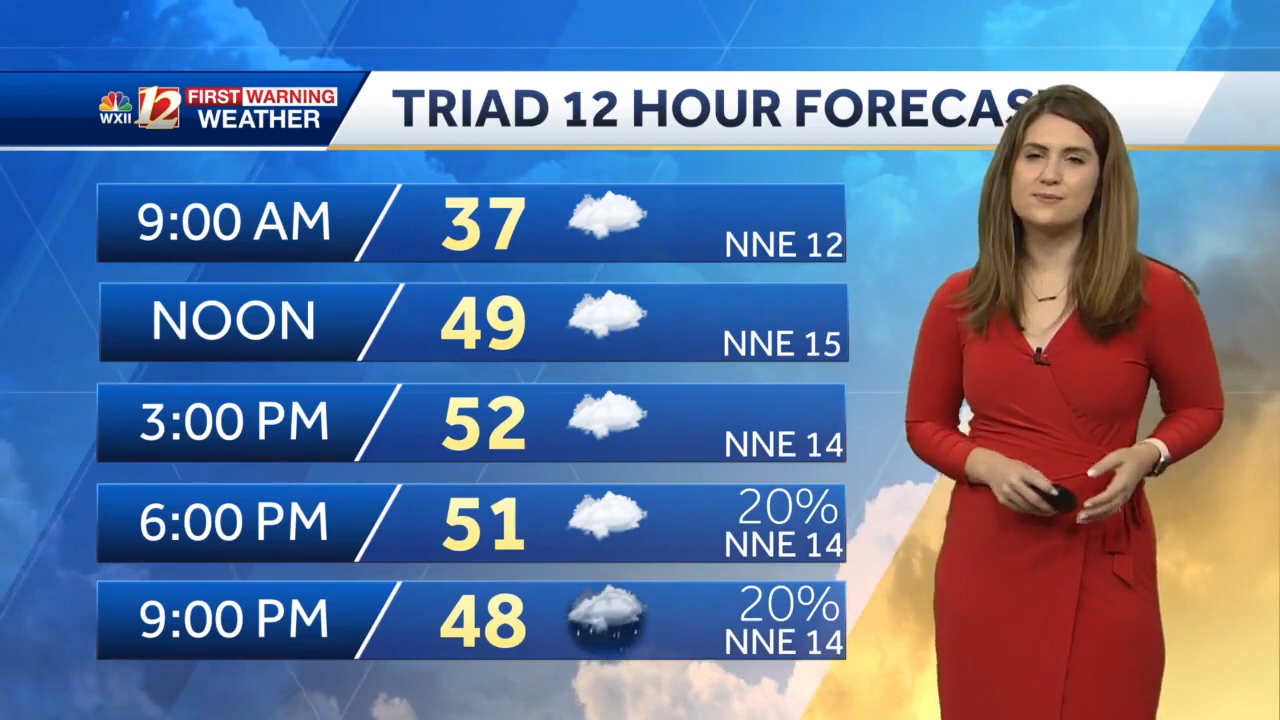 WXII 12 FIRST WARNING
WEATHER
TRIAD 12 HOUR FORECAS
9:00 AM 37 NNE 12
NOON 49 NNE 15
3:00 PM 52 NNE 14
6:00 PM 51 20%
NNE 14
9:00 PM 48 20%
NNE 14